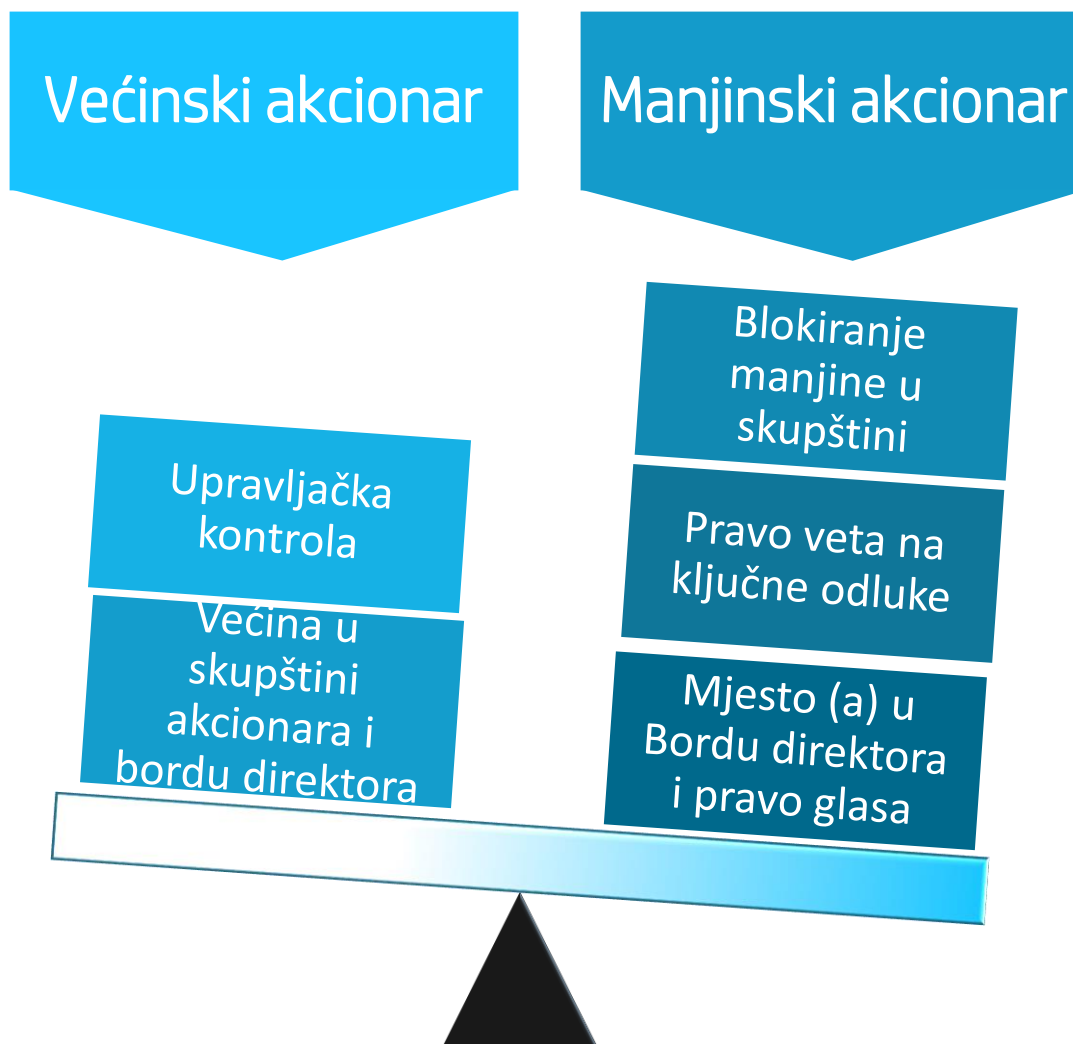 Većinski akcionar
Manjinski akcionar
Upravljačka
kontrola
Većina u
skupštini
akcionara i
bordu direktora
Blokiranje
manjine u
skupštini
Pravo veta na
ključne odluke
Mjesto (a) u
Bordu direktora
i pravo glasa